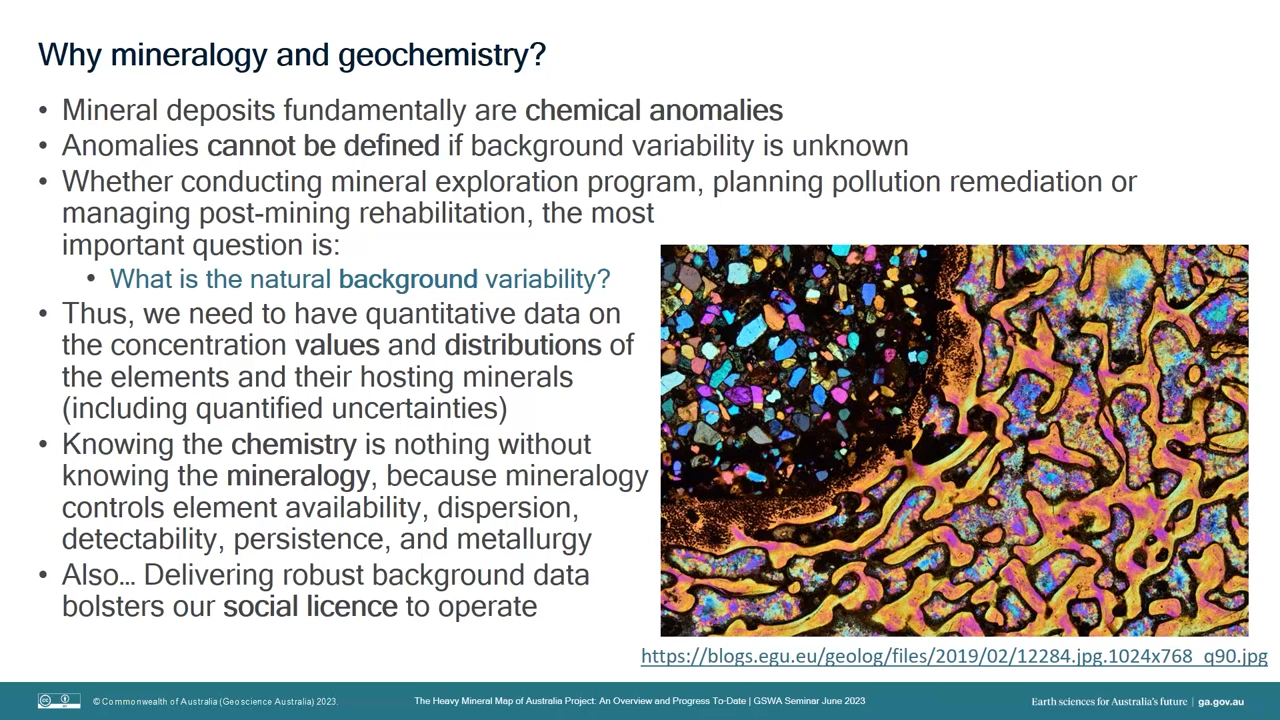 Why mineralogy and geochemistry?
• Mineral deposits fundamentally are chemical anomalies
• Anomalies cannot be defined if background variability is unknown
• Whether conducting mineral exploration program, planning pollution remediation or
managing post-mining rehabilitation, the most
important question is:
• What is the natural background variability?
• Thus, we need to have quantitative data on
the concentration values and distributions of
the elements and their hosting minerals
(including quantified uncertainties)
• Knowing the chemistry is nothing without
knowing the mineralogy, because mineralogy
controls element availability, dispersion,
detectability, persistence, and metallurgy
• Also… Delivering robust background data
bolsters our social licence to operate
https://blogs.egu.eu/geolog/files/2019/02/12284.jpg.1024x768_q90.jpg
© Commonwealth of Australia (Geoscience Australia) 2023.
The Heavy Mineral Map of Australia Project: An Overview and Progress To-Date | GSWA Seminar June 2023
Earth sciences for Australia's future | ga.gov.au